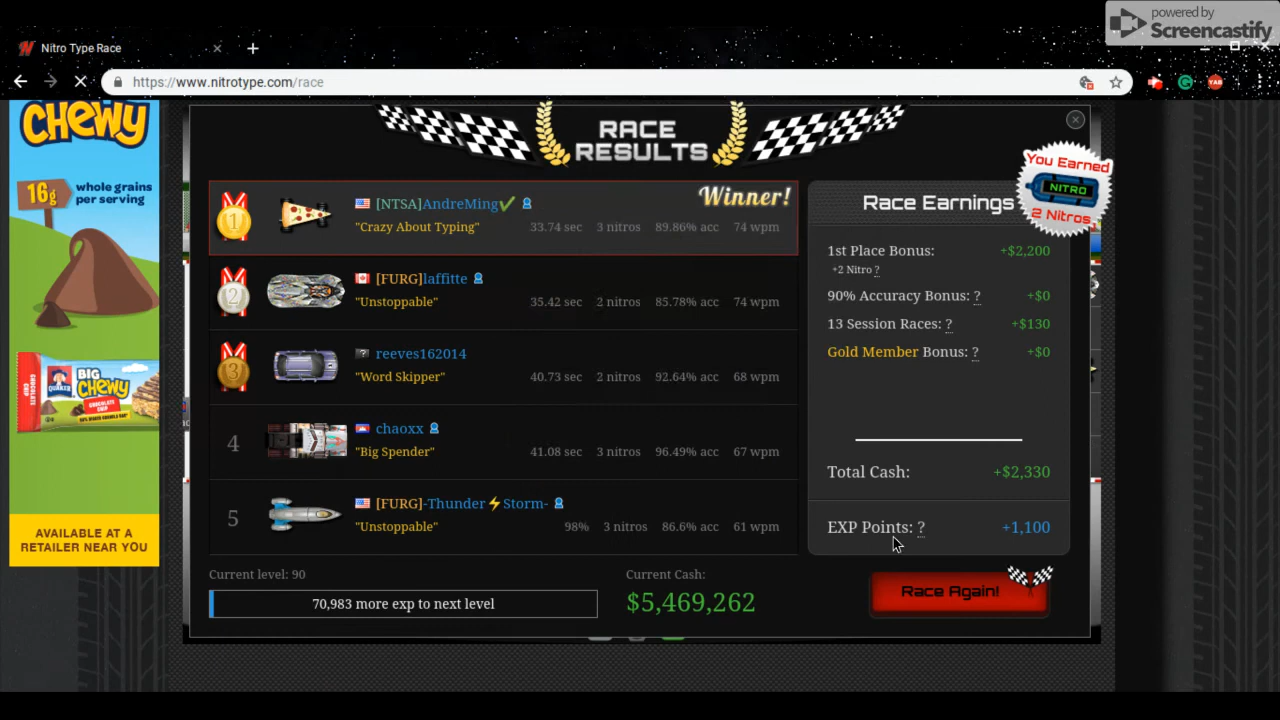 powered by
Screencastify
Nitro Type Race
https://www.nitrotype.com/race
CHEWY
16g whole grains
per serving
QUAKER BIG
CHEWY
AVAILABLE AT A
RETAILER NEAR YOU
RACE
RESULTS
You Earned
NITRO
2 Nitros
1 [NTSA]AndreMing Winner!
"Crazy About Typing" 33.74 sec 3 nitros 89.86% acc 74 wpm
2 [FURG]laffitte
"Unstoppable" 35.42 sec 2 nitros 85.78% acc 74 wpm
3 reeves162014
"Word Skipper" 40.73 sec 2 nitros 92.64% acc 68 wpm
4 chaoxx
"Big Spender" 41.08 sec 3 nitros 96.49% acc 67 wpm
5 [FURG]-Thunder⚡Storm-
"Unstoppable" 98% 3 nitros 86.6% acc 61 wpm
Race Earnings
1st Place Bonus: +$2,200
+2 Nitro ?
90% Accuracy Bonus: ? +$0
13 Session Races: ? +$130
Gold Member Bonus: ? +$0
Total Cash: +$2,330
EXP Points: ? +1,100
Current level: 90
70,983 more exp to next level
Current Cash:
$5,469,262
Race Again!